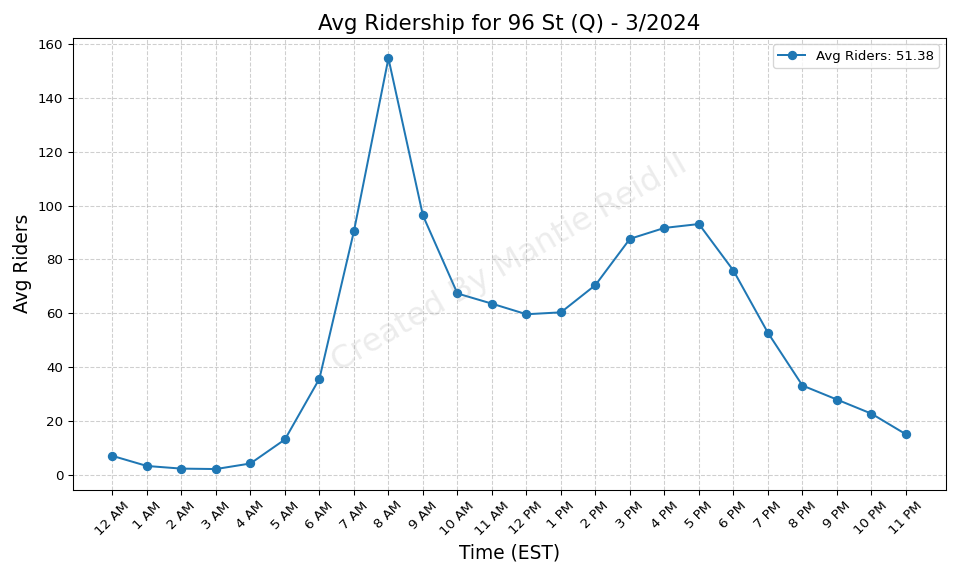 Avg Ridership for 96 St (Q) - 3/2024
Avg Riders: 51.38
160
140
120
100
80
60
40
20
0
Avg Riders
Created By Mantle Reid II
12 AM
1 AM
2 AM
3 AM
4 AM
5 AM
6 AM
7 AM
8 AM
9 AM
10 AM
11 AM
12 PM
1 PM
2 PM
3 PM
4 PM
5 PM
6 PM
7 PM
8 PM
9 PM
10 PM
11 PM
Time (EST)